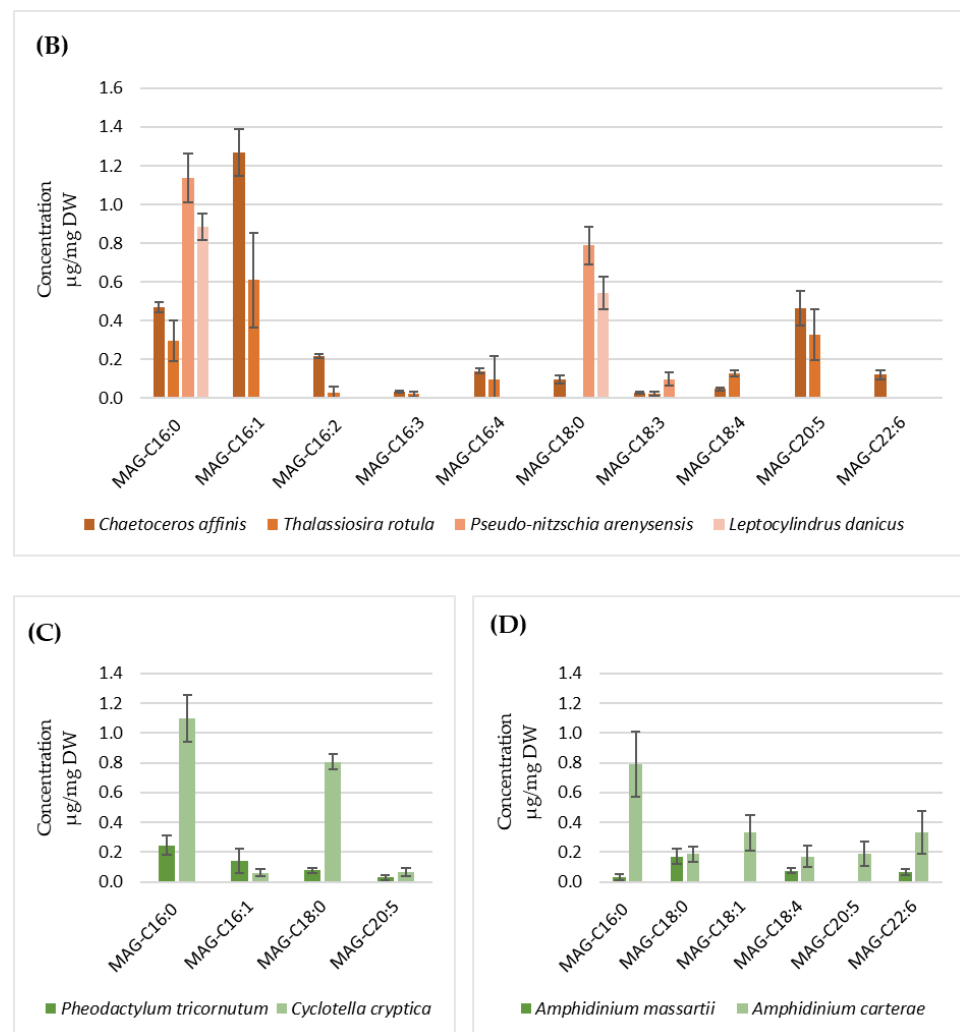 (B)
Concentration
µg/mg DW
1.6
1.4
1.2
1.0
0.8
0.6
0.4
0.2
0.0
MAG-C16:0
MAG-C16:1
MAG-C16:2
MAG-C16:3
MAG-C16:4
MAG-C18:0
MAG-C18:3
MAG-C18:4
MAG-C20:5
MAG-C22:6
Chaetoceros affinis
Thalassiosira rotula
Pseudo-nitzschia arenysensis
Leptocylindrus danicus
(C)
Concentration
µg/mg DW
1.4
1.2
1.0
0.8
0.6
0.4
0.2
0.0
MAG-C16:0
MAG-C16:1
MAG-C18:0
MAG-C20:5
Pheodactylum tricornutum
Cyclotella cryptica
(D)
Concentration
µg/mg DW
1.4
1.2
1.0
0.8
0.6
0.4
0.2
0.0
MAG-C16:0
MAG-C18:0
MAG-C18:1
MAG-C18:4
MAG-C20:5
MAG-C22:6
Amphidinium massartii
Amphidinium carterae